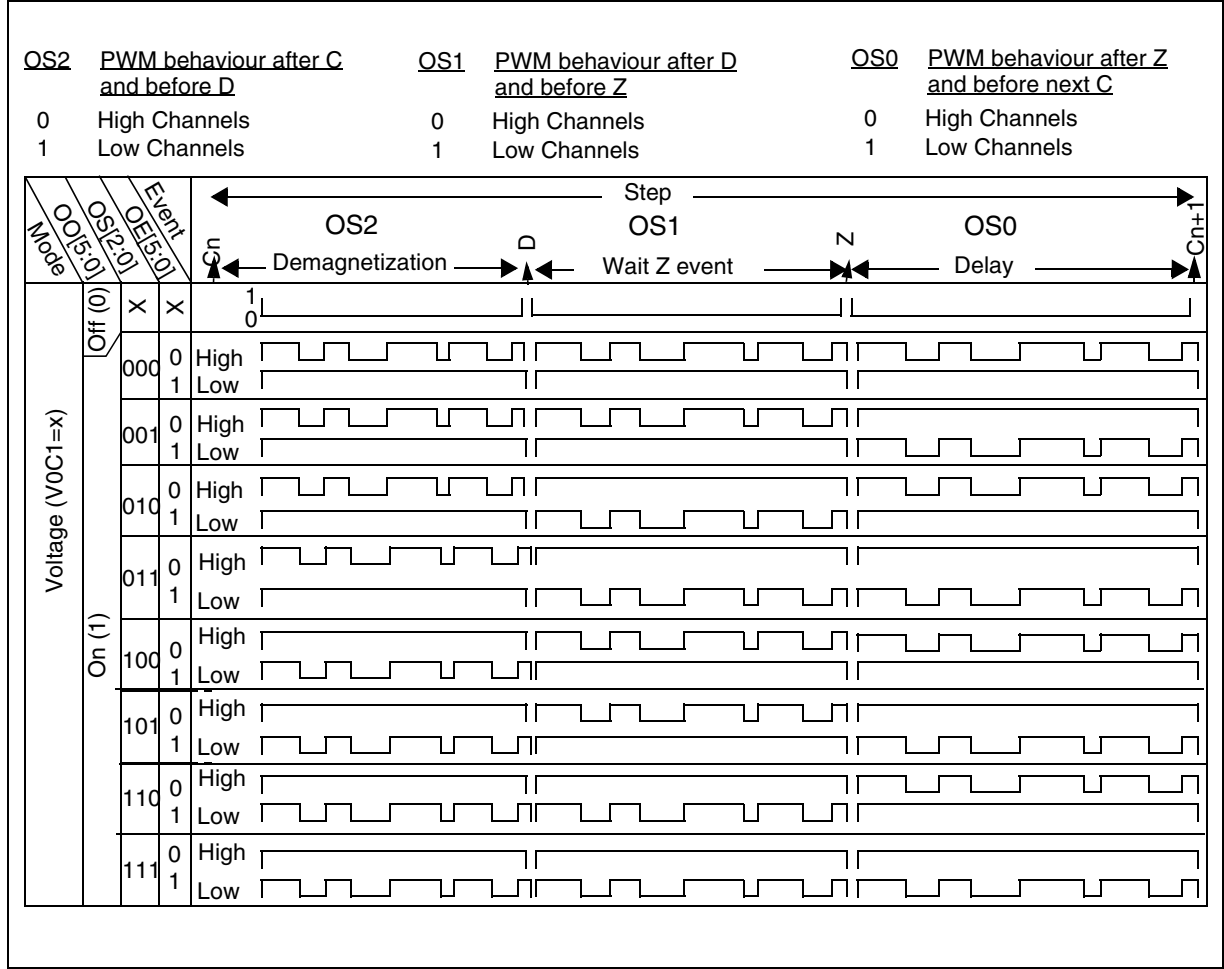 OS2 PWM behaviour after C and before D
0 High Channels
1 Low Channels
OS1 PWM behaviour after D and before Z
0 High Channels
1 Low Channels
OS0 PWM behaviour after Z and before next C
0 High Channels
1 Low Channels
Mode
OO[5:0]
OS[2:0]
OE[5:0]
Event
Step
Cn
OS2
Demagnetization
D
OS1
Wait Z event
Z
OS0
Delay
Cn+1
Voltage (V0C1=x)
Off (0)
X X
1
0
On (1)
000 0 High
1 Low
001 0 High
1 Low
010 0 High
1 Low
011 0 High
1 Low
100 0 High
1 Low
101 0 High
1 Low
110 0 High
1 Low
111 0 High
1 Low